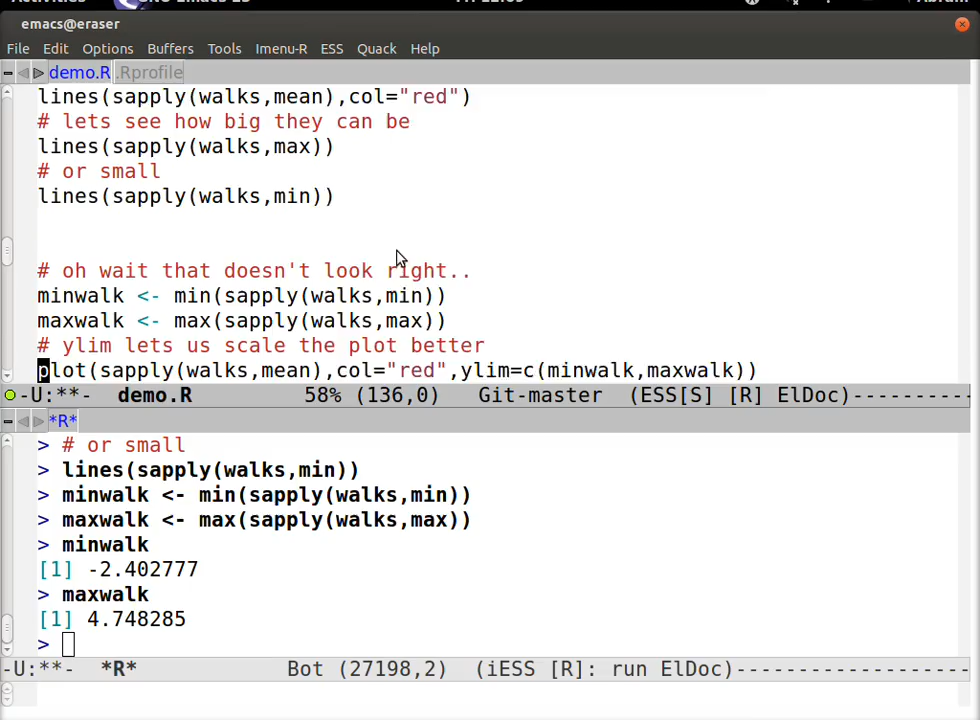 emacs@eraser
File Edit Options Buffers Tools Imenu-R ESS Quack Help
demo.R .Rprofile
lines(sapply(walks,mean),col="red")
# lets see how big they can be
lines(sapply(walks,max))
# or small
lines(sapply(walks,min))
# oh wait that doesn't look right..
minwalk <- min(sapply(walks,min))
maxwalk <- max(sapply(walks,max))
# ylim lets us scale the plot better
plot(sapply(walks,mean),col="red",ylim=c(minwalk,maxwalk))
-U:**- demo.R 58% (136,0) Git-master (ESS[S] [R] ElDoc)----------
*R*
> # or small
> lines(sapply(walks,min))
> minwalk <- min(sapply(walks,min))
> maxwalk <- max(sapply(walks,max))
> minwalk
[1] -2.402777
> maxwalk
[1] 4.748285
>
-U:**- *R* Bot (27198,2) (iESS [R]: run ElDoc)-------------------